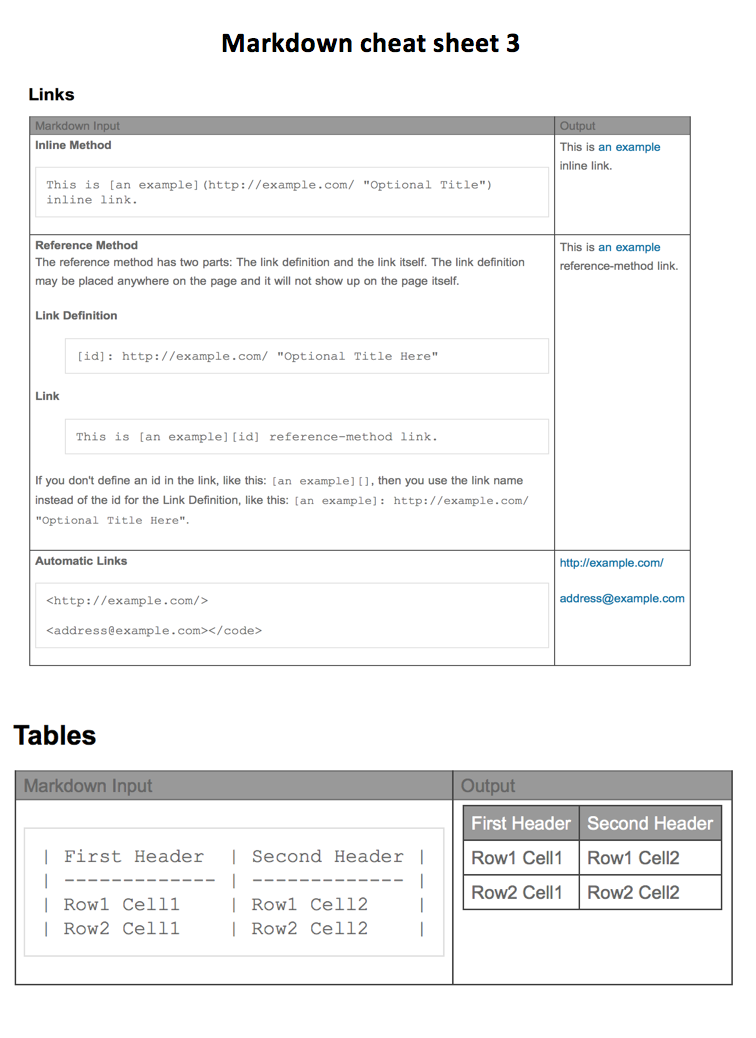 Markdown cheat sheet 3
Links
Markdown Input
Output
Inline Method
This is [an example](http://example.com/ "Optional Title")
inline link.
This is an example
inline link.
Reference Method
The reference method has two parts: The link definition and the link itself. The link definition
may be placed anywhere on the page and it will not show up on the page itself.
Link Definition
[id]: http://example.com/ "Optional Title Here"
Link
This is [an example][id] reference-method link.
If you don't define an id in the link, like this: [an example][], then you use the link name
instead of the id for the Link Definition, like this: [an example]: http://example.com/
"Optional Title Here".
This is an example
reference-method link.
Automatic Links
<http://example.com/>
<address@example.com></code>
http://example.com/
address@example.com
Tables
Markdown Input
Output
| First Header | Second Header |
| ------------- | ------------- |
| Row1 Cell1 | Row1 Cell2 |
| Row2 Cell1 | Row2 Cell2 |
First Header Second Header
Row1 Cell1 Row1 Cell2
Row2 Cell1 Row2 Cell2